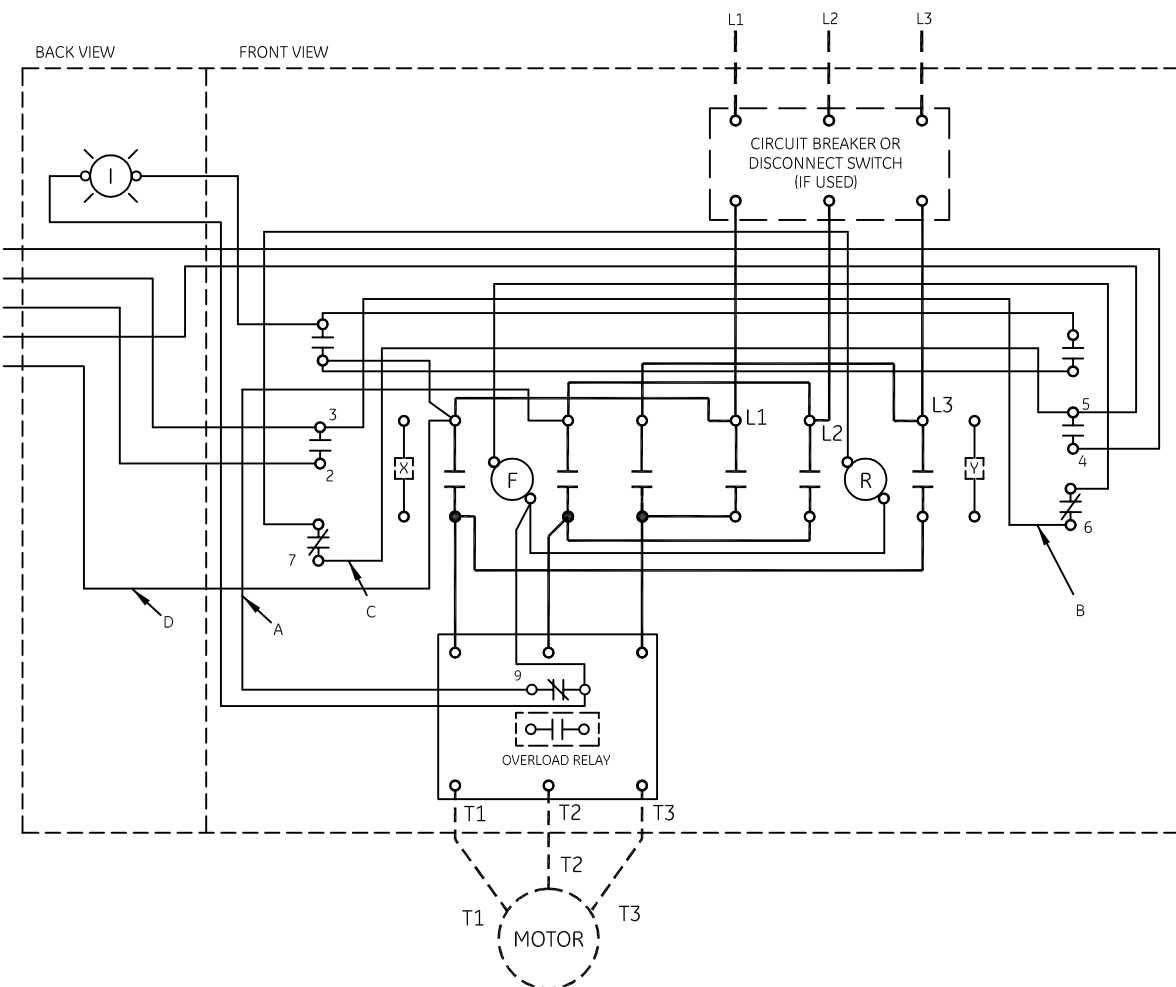 L1 L2 L3
BACK VIEW
FRONT VIEW
CIRCUIT BREAKER OR
DISCONNECT SWITCH
(IF USED)
I
3
2
7
X
F
L1
L2
R
L3
Y
5
4
6
D
A
C
B
9
OVERLOAD RELAY
T1 T2 T3
T2
T1 T3
MOTOR